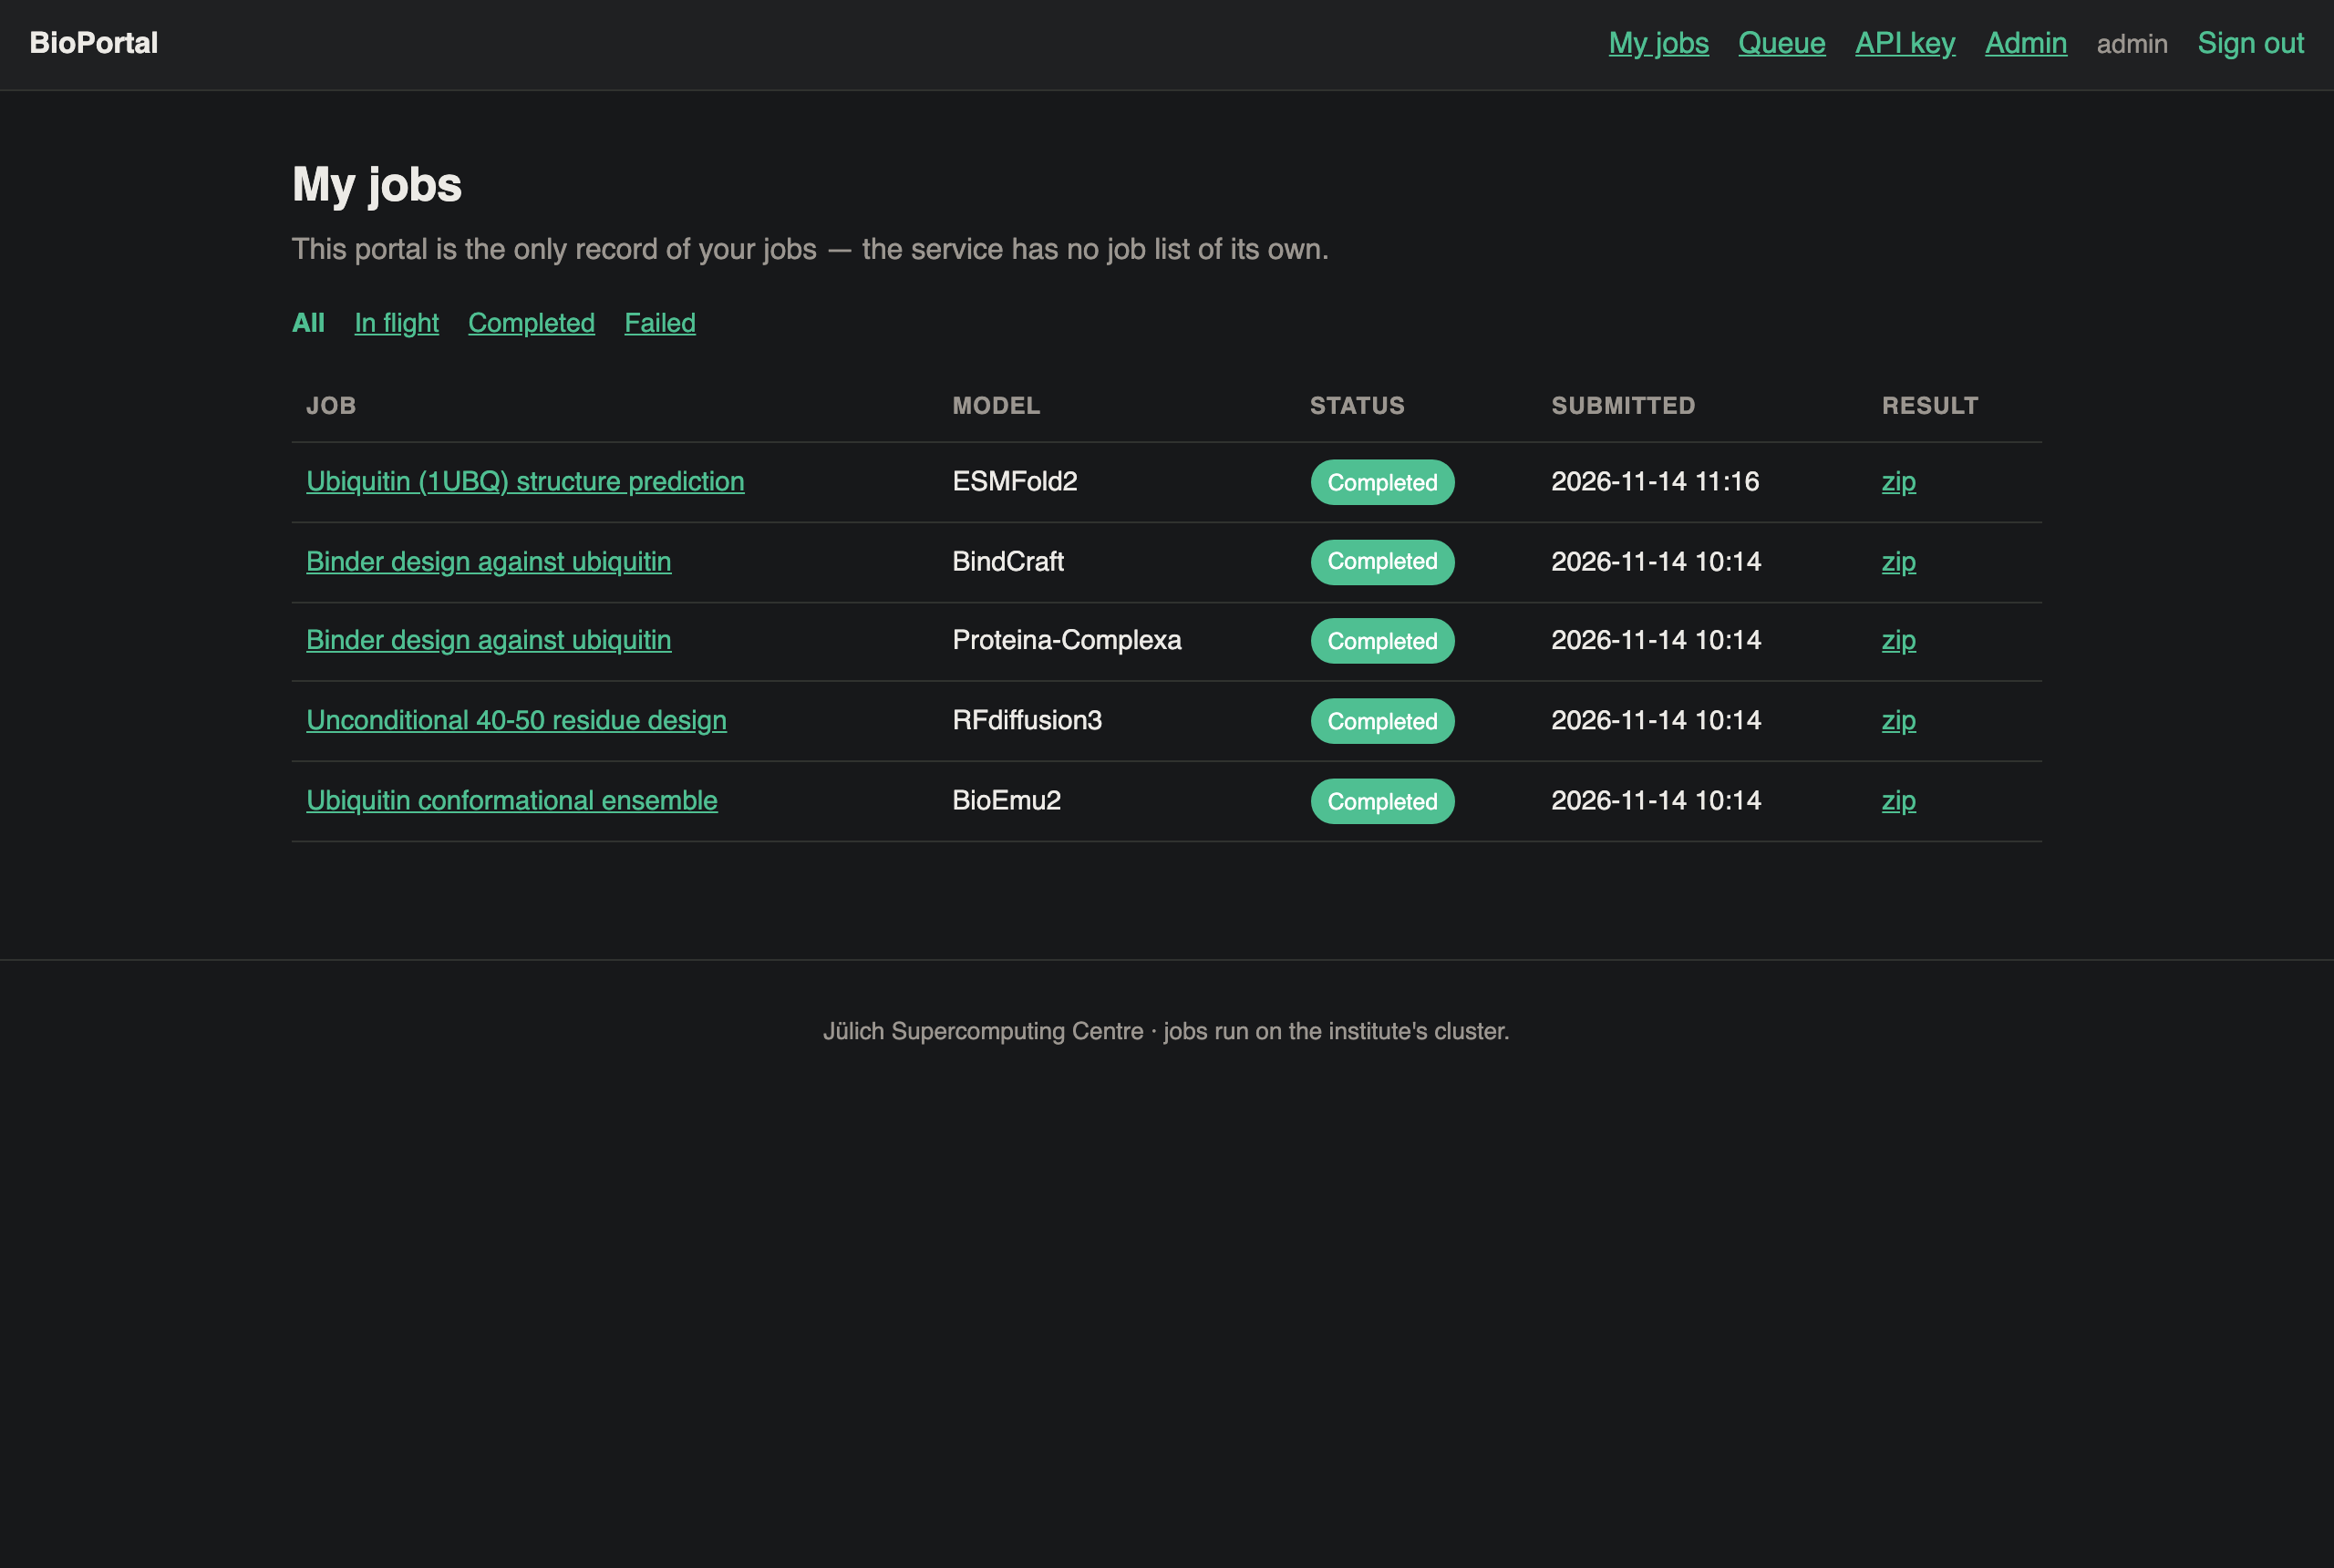 BioPortal
My jobs Queue API key Admin admin Sign out
My jobs
This portal is the only record of your jobs — the service has no job list of its own.
All In flight Completed Failed
JOB MODEL STATUS SUBMITTED RESULT
Ubiquitin (1UBQ) structure prediction ESMFold2 Completed 2026-11-14 11:16 zip
Binder design against ubiquitin BindCraft Completed 2026-11-14 10:14 zip
Binder design against ubiquitin Proteina-Complexa Completed 2026-11-14 10:14 zip
Unconditional 40-50 residue design RFdiffusion3 Completed 2026-11-14 10:14 zip
Ubiquitin conformational ensemble BioEmu2 Completed 2026-11-14 10:14 zip
Jülich Supercomputing Centre · jobs run on the institute's cluster.